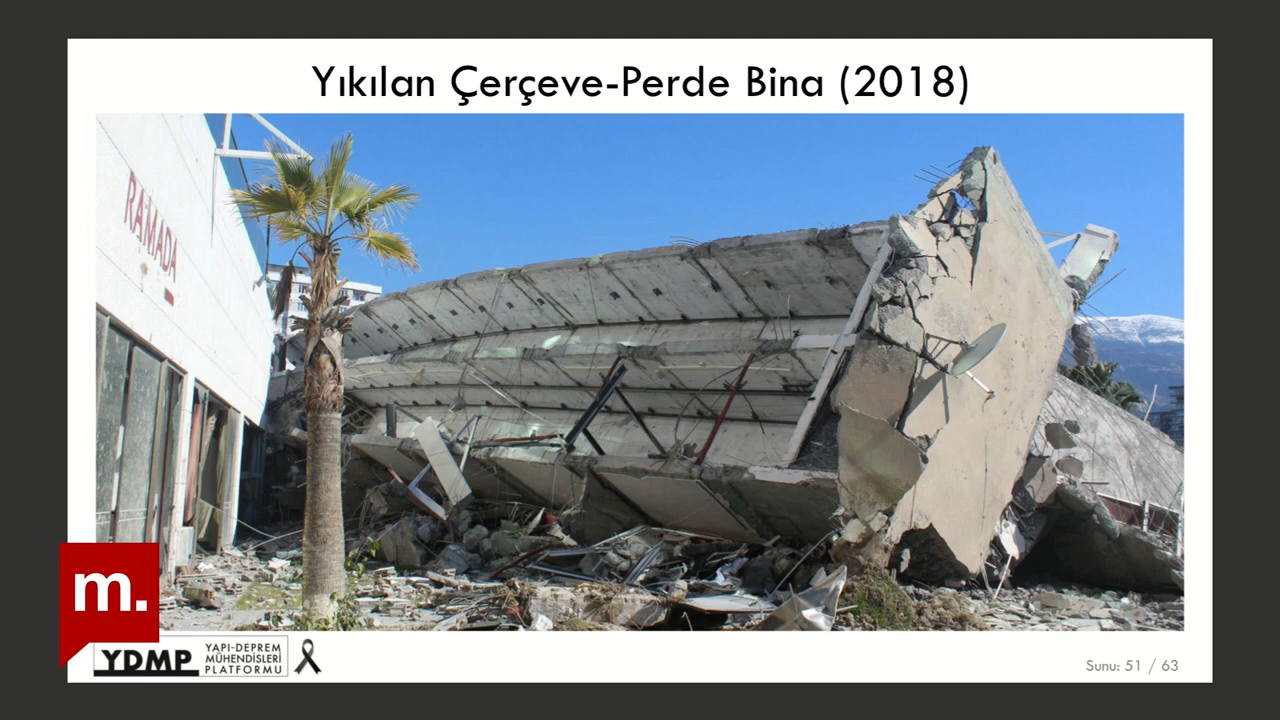 Yıkılan Çerçeve-Perde Bina (2018)
RAMADA
m.
YDMP
YAPI-DEPREM
MÜHENDİSLERİ
PLATFORMU
Sunu: 51 / 63